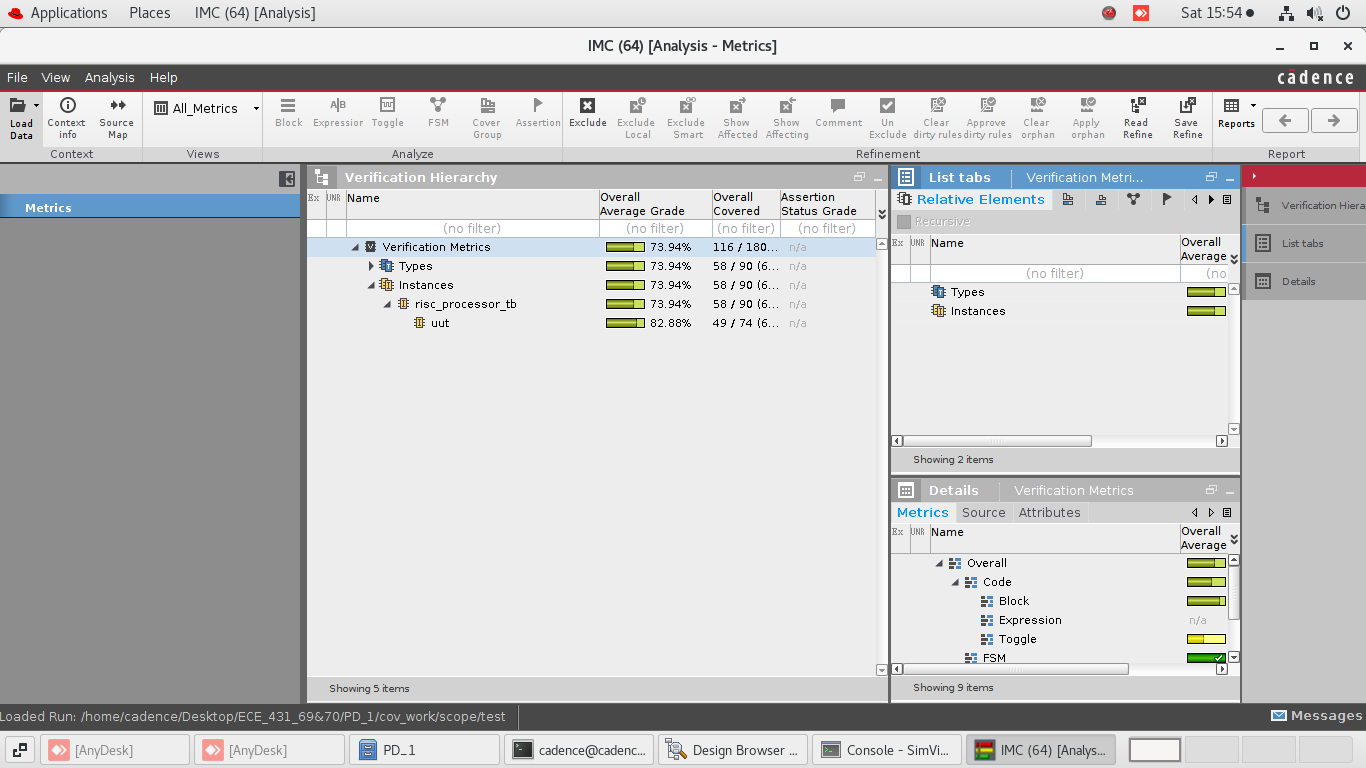 Applications Places IMC (64) [Analysis] Sat 15:54
IMC (64) [Analysis - Metrics]
File View Analysis Help cādence
Load Data
Context info
Source Map
All_Metrics
Block
Expression
Toggle
FSM
Cover Group
Assertion
Exclude
Exclude Local
Exclude Smart
Show Affected
Show Affecting
Comment
Un Exclude
Clear dirty rules
Approve dirty rules
Clear orphan
Apply orphan
Read Refine
Save Refine
Reports
Context Views Analyze Refinement Report
Metrics
Verification Hierarchy
Ex UNR Name Overall Average Grade Overall Covered Assertion Status Grade
(no filter) (no filter) (no filter) (no filter)
Verification Metrics 73.94% 116 / 180... n/a
Types 73.94% 58 / 90 (6... n/a
Instances 73.94% 58 / 90 (6... n/a
risc_processor_tb 73.94% 58 / 90 (6... n/a
uut 82.88% 49 / 74 (6... n/a
Showing 5 items
List tabs Verification Metri...
Relative Elements
Recursive
Ex UNR Name Overall Average
(no filter) (no
Types
Instances
Showing 2 items
Details Verification Metrics
Metrics Source Attributes
Ex UNR Name Overall Average
Overall
Code
Block
Expression n/a
Toggle
FSM
Showing 9 items
Verification Hiera
List tabs
Details
Loaded Run: /home/cadence/Desktop/ECE_431_69&70/PD_1/cov_work/scope/test Messages
[AnyDesk] [AnyDesk] PD_1 cadence@cadenc... Design Browser ... Console - SimVi... IMC (64) [Analys...